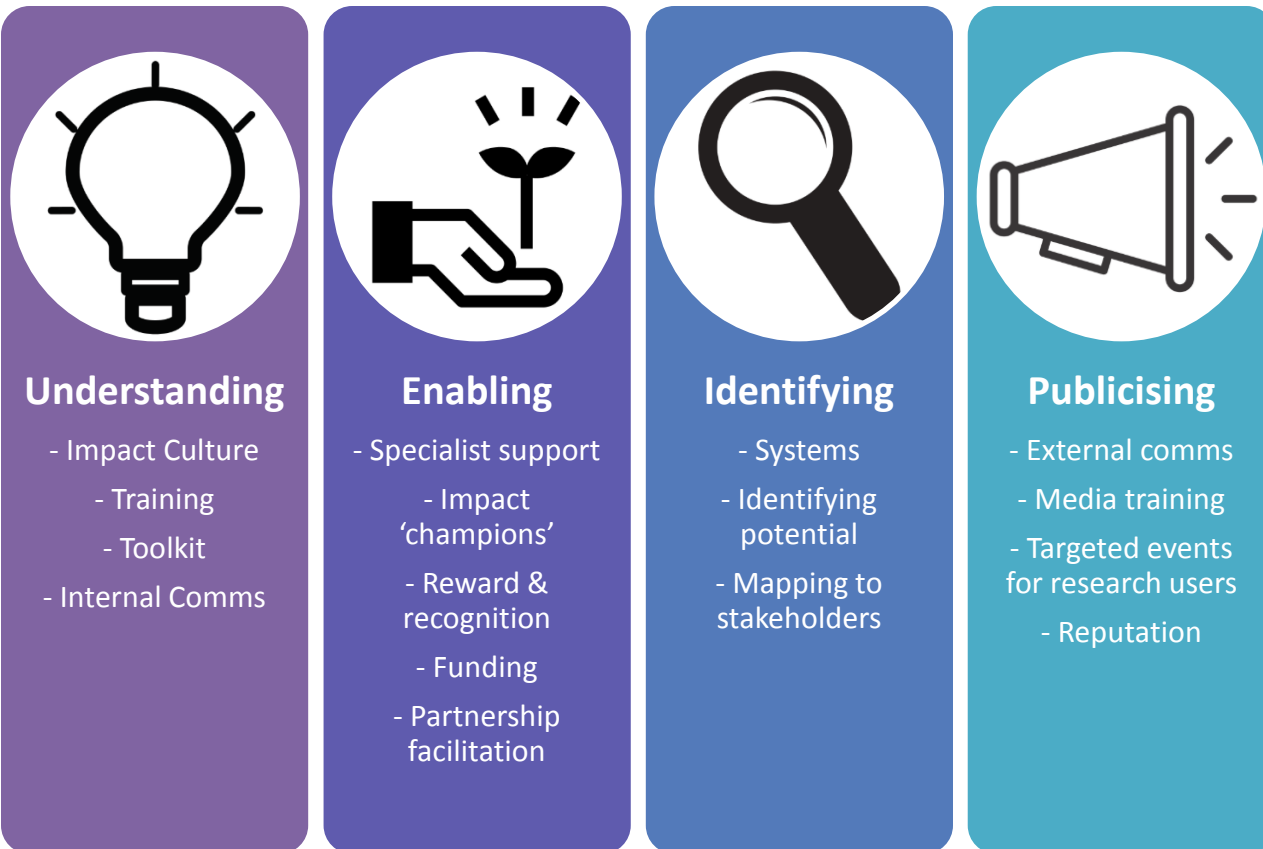 Understanding
- Impact Culture
- Training
- Toolkit
- Internal Comms
Enabling
- Specialist support
- Impact
‘champions’
- Reward &
recognition
- Funding
- Partnership
facilitation
Identifying
- Systems
- Identifying
potential
- Mapping to
stakeholders
Publicising
- External comms
- Media training
- Targeted events
for research users
- Reputation